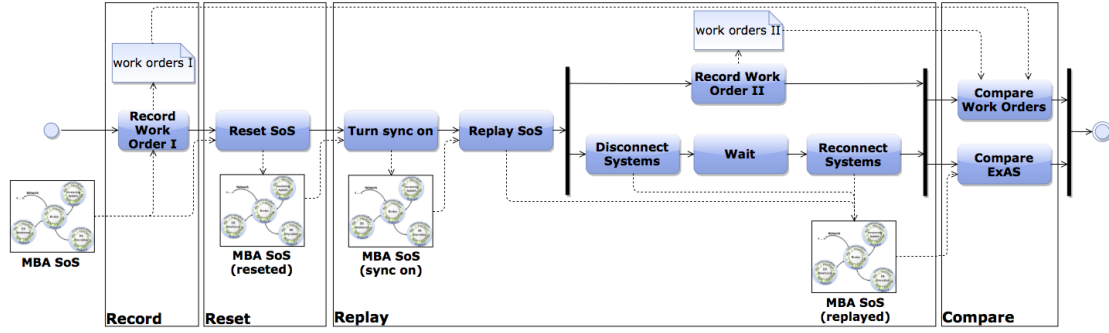 work orders I
work orders II
Record
Work
Order I
Reset SoS
Turn sync on
Replay SoS
Record Work
Order II
Disconnect
Systems
Wait
Reconnect
Systems
Compare
Work Orders
Compare
ExAS
MBA SoS
MBA SoS
(reseted)
MBA SoS
(sync on)
MBA SoS
(replayed)
Record
Reset
Replay
Compare